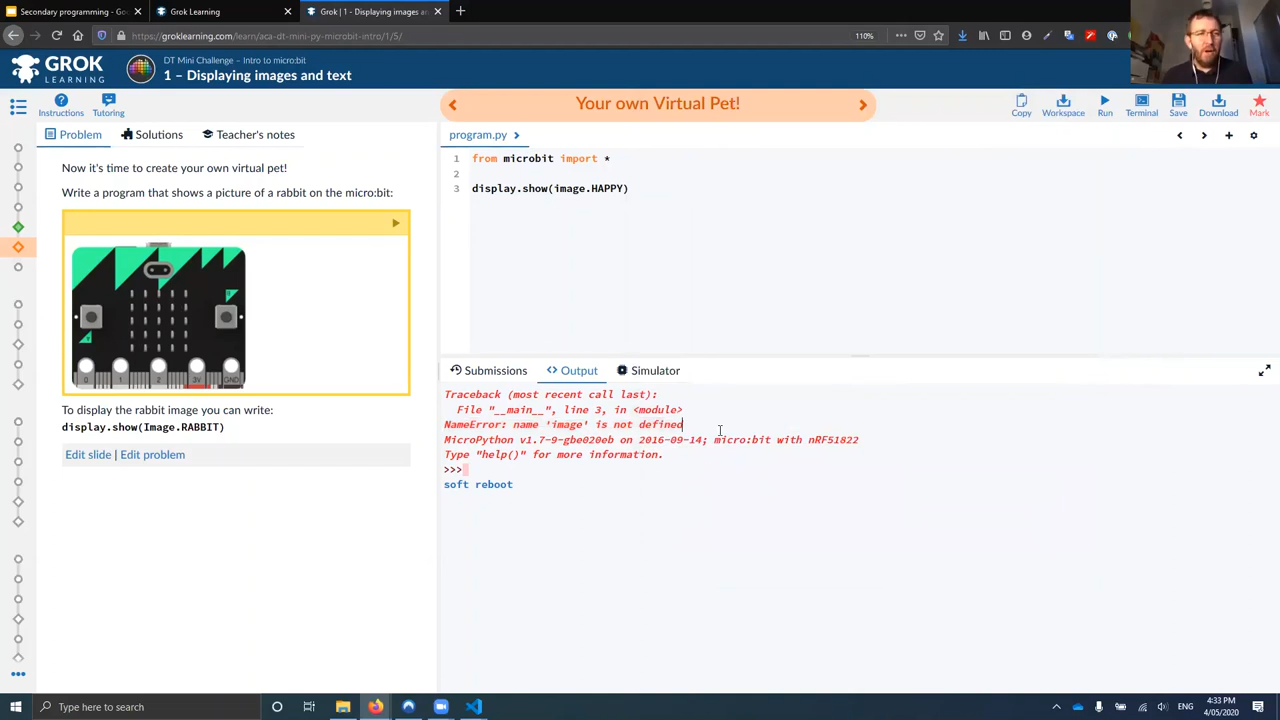 Secondary programming - Goo
Grok Learning
Grok | 1 - Displaying images and
https://groklearning.com/learn/aca-dt-mini-py-microbit-intro/1/5/
110%
GROK
LEARNING
DT Mini Challenge – Intro to micro:bit
1 – Displaying images and text
Instructions
Tutoring
Your own Virtual Pet!
Copy
Workspace
Run
Terminal
Save
Download
Mark
Problem
Solutions
Teacher's notes
program.py
Now it's time to create your own virtual pet!
Write a program that shows a picture of a rabbit on the micro:bit:
0 1 2 3V GND
To display the rabbit image you can write:
display.show(Image.RABBIT)
Edit slide | Edit problem
1 from microbit import *
2
3 display.show(image.HAPPY)
Submissions
Output
Simulator
Traceback (most recent call last):
File "__main__", line 3, in <module>
NameError: name 'image' is not defined
MicroPython v1.7-9-gbe020eb on 2016-09-14; micro:bit with nRF51822
Type "help()" for more information.
>>>
soft reboot
Type here to search
4:33 PM
4/05/2020